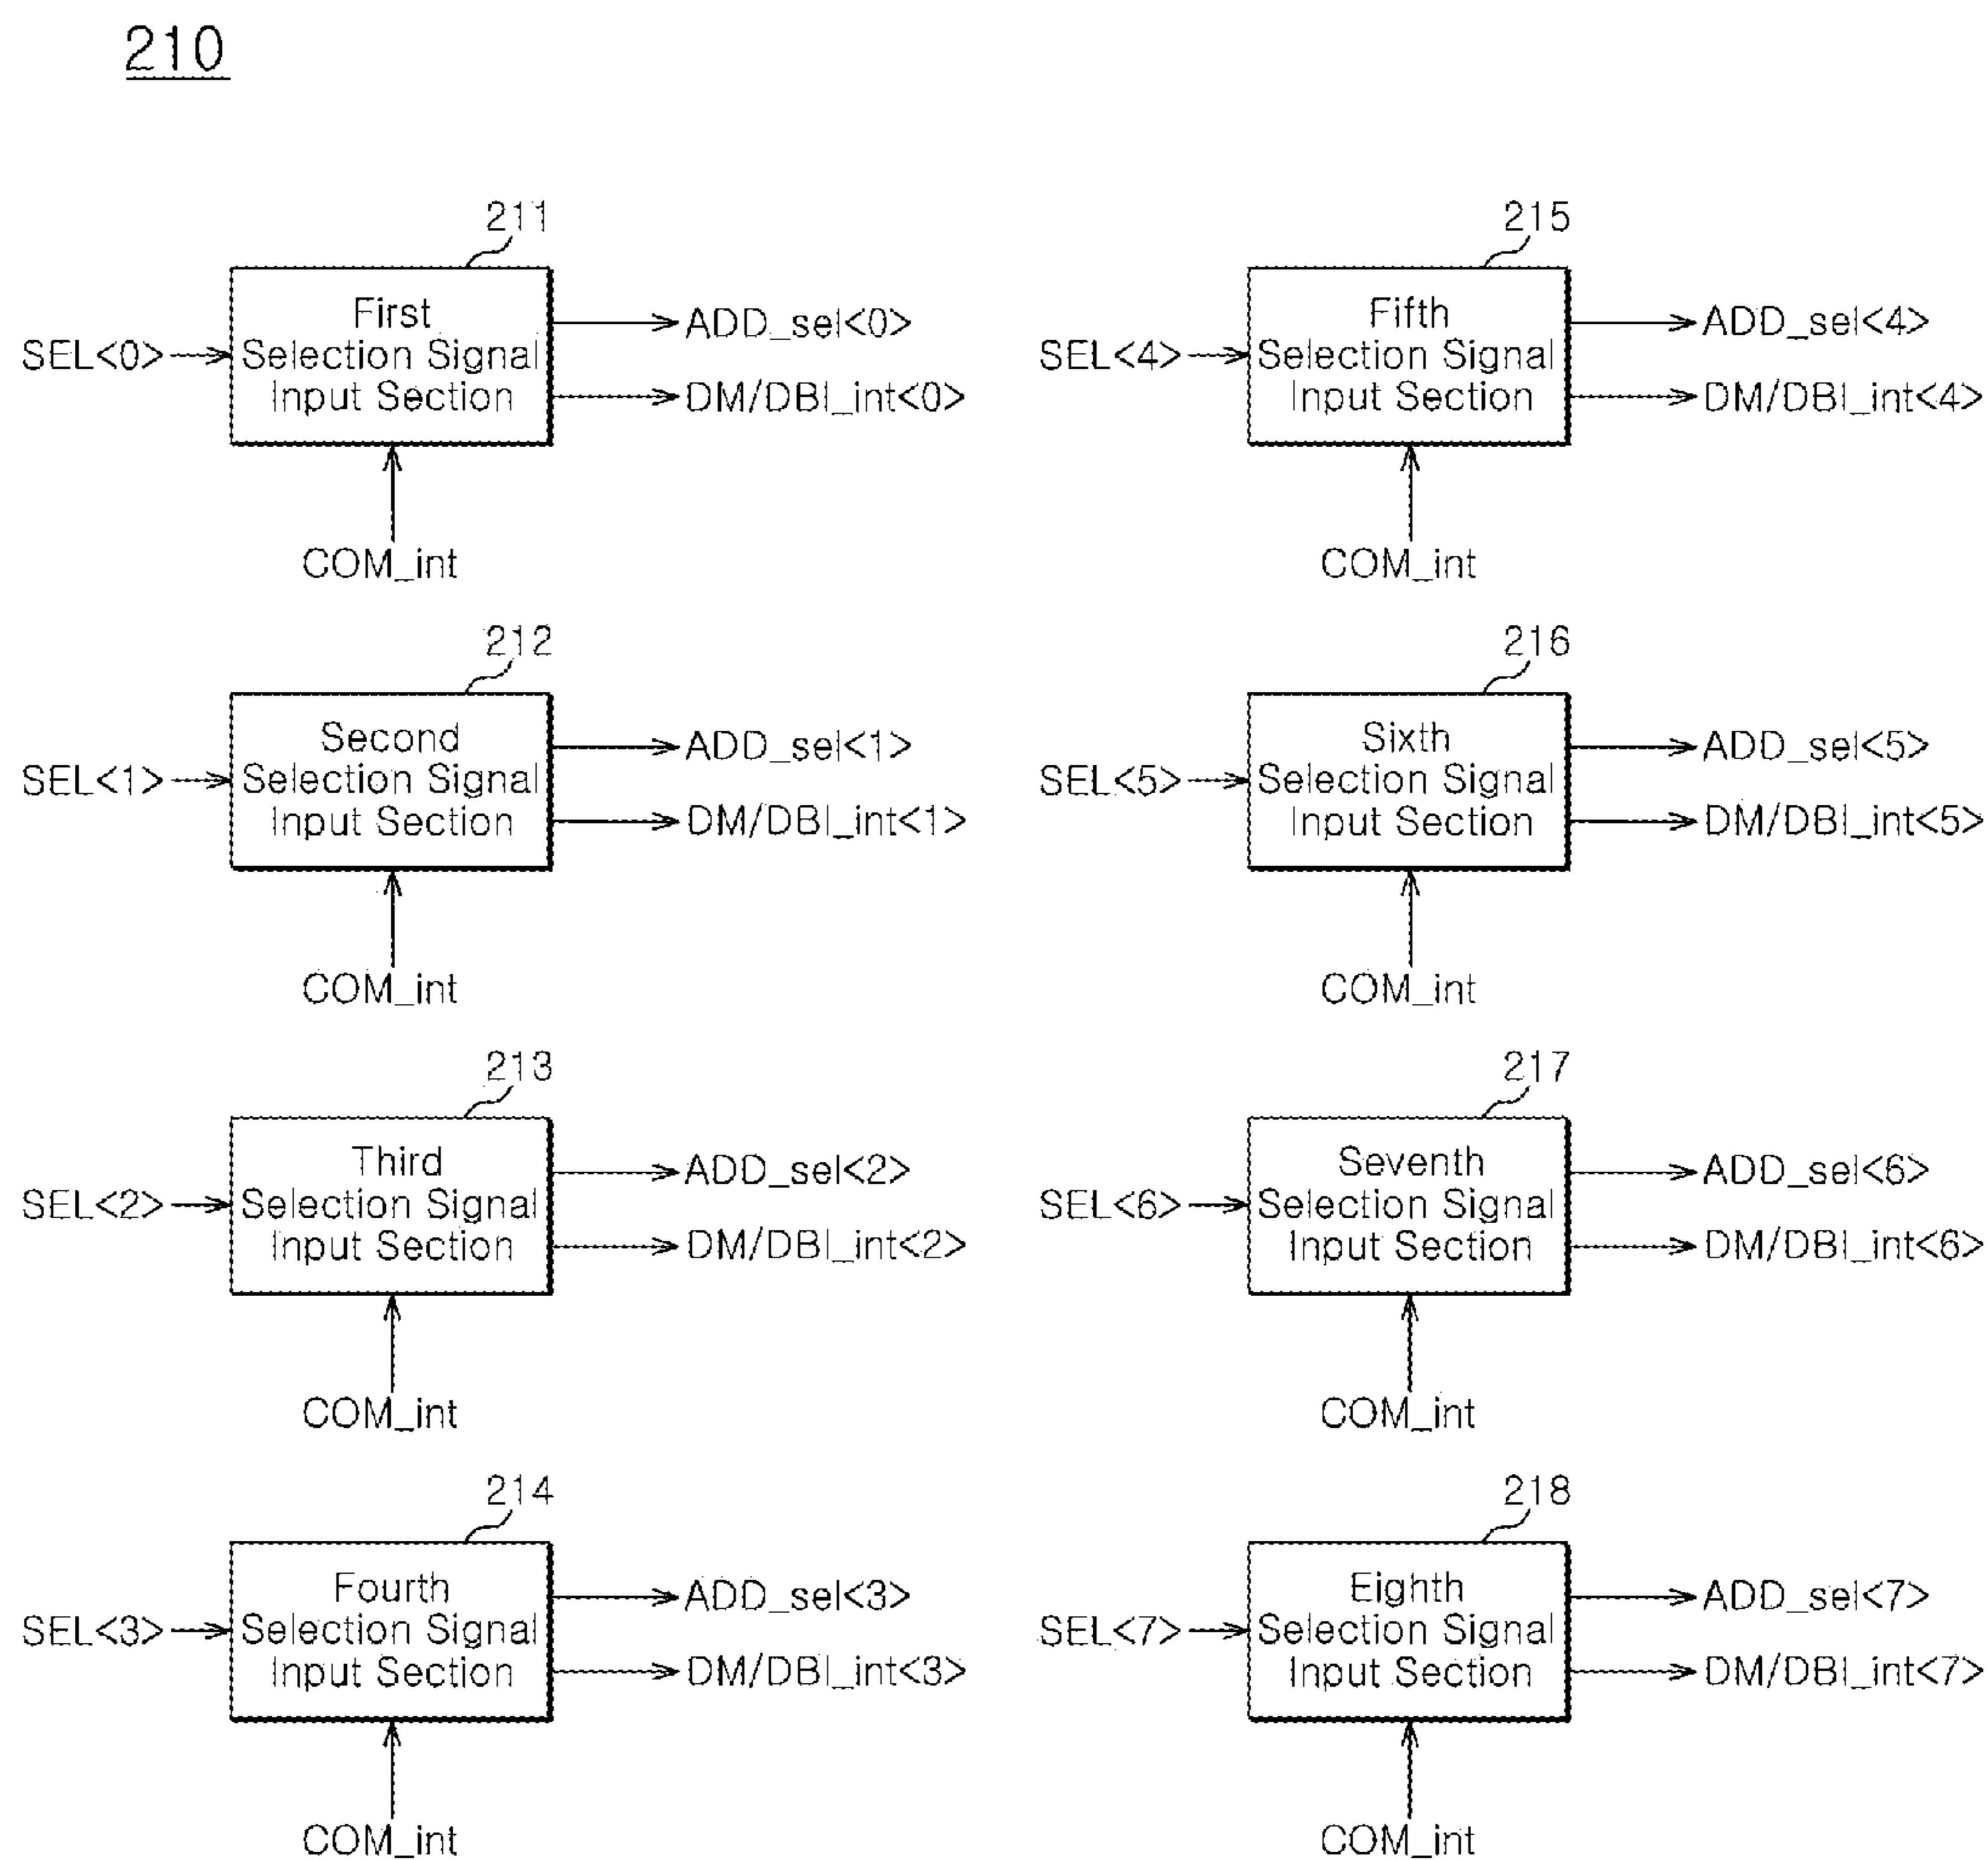 210
211
First
Selection Signal
Input Section
SEL<0>
ADD_sel<0>
DM/DBI_int<0>
COM_int
212
Second
Selection Signal
Input Section
SEL<1>
ADD_sel<1>
DM/DBI_int<1>
COM_int
213
Third
Selection Signal
Input Section
SEL<2>
ADD_sel<2>
DM/DBI_int<2>
COM_int
214
Fourth
Selection Signal
Input Section
SEL<3>
ADD_sel<3>
DM/DBI_int<3>
COM_int
215
Fifth
Selection Signal
Input Section
SEL<4>
ADD_sel<4>
DM/DBI_int<4>
COM_int
216
Sixth
Selection Signal
Input Section
SEL<5>
ADD_sel<5>
DM/DBI_int<5>
COM_int
217
Seventh
Selection Signal
Input Section
SEL<6>
ADD_sel<6>
DM/DBI_int<6>
COM_int
218
Eighth
Selection Signal
Input Section
SEL<7>
ADD_sel<7>
DM/DBI_int<7>
COM_int